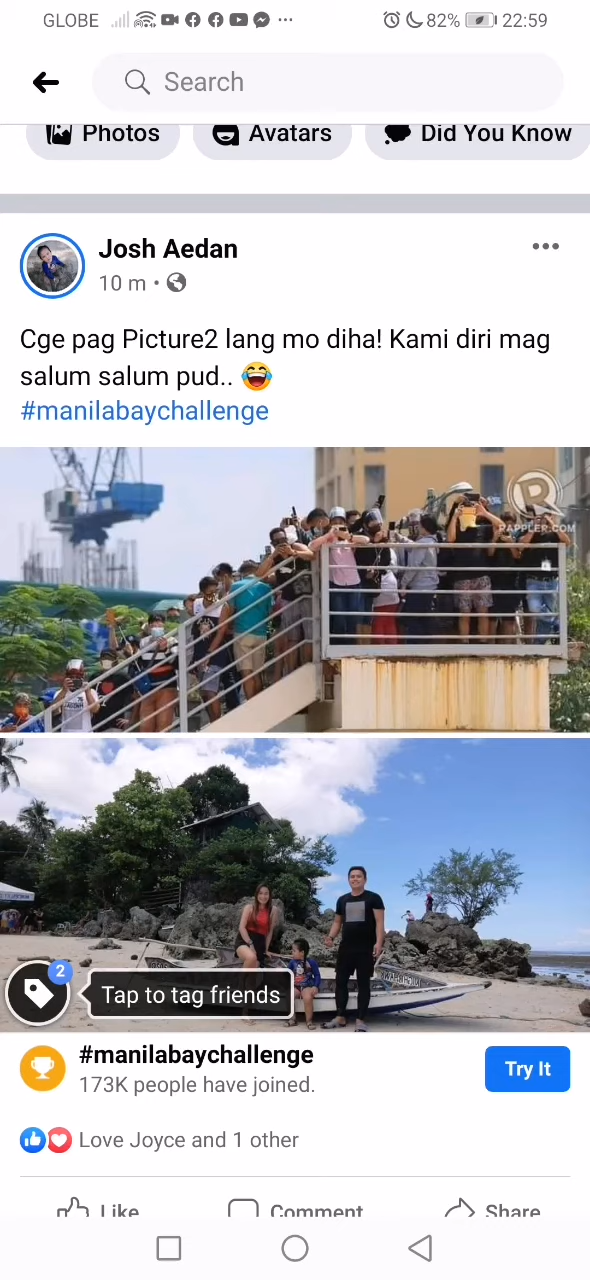 GLOBE 82% 22:59
Search
Photos Avatars Did You Know
Josh Aedan
10 m •
Cge pag Picture2 lang mo diha! Kami diri mag
salum salum pud.. 😂
#manilabaychallenge
R
RAPPLER.COM
2
Tap to tag friends
#manilabaychallenge
173K people have joined.
Try It
Love Joyce and 1 other
Like Comment Share